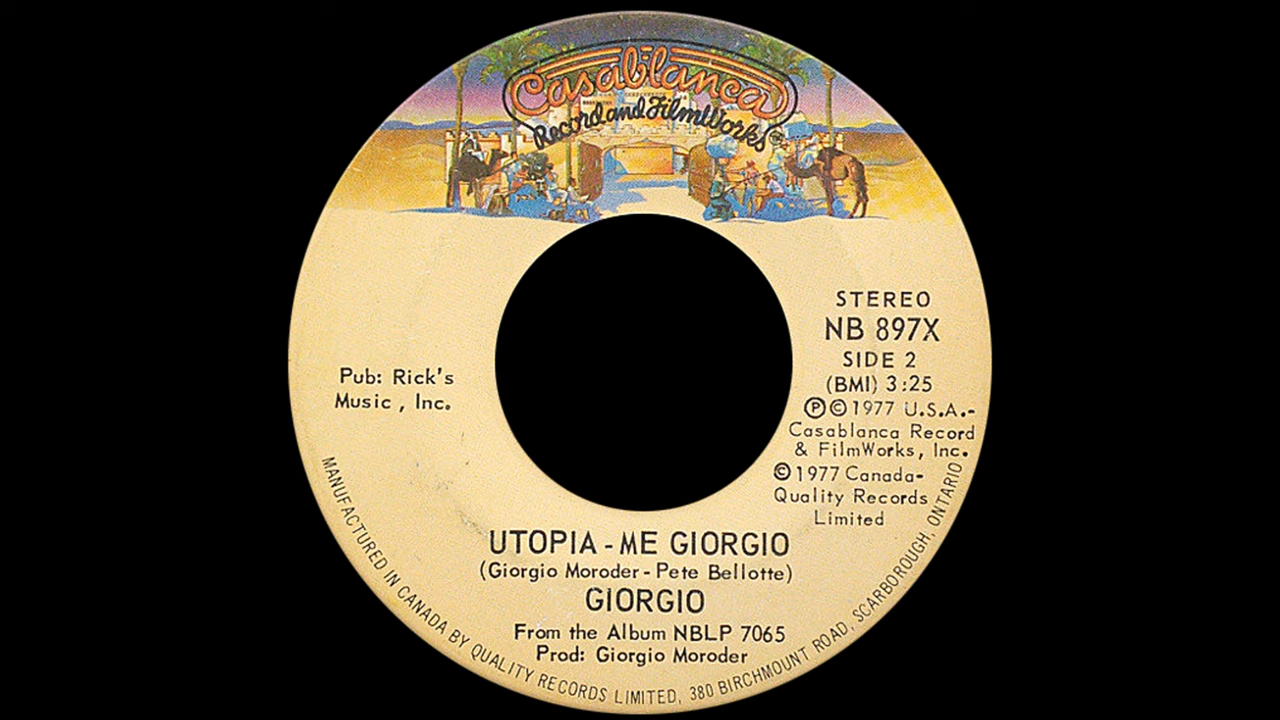 Casablanca
Record and FilmWorks
STEREO
NB 897X
SIDE 2
(BMI) 3:25
Ⓟ©1977 U.S.A.-
Casablanca Record
& FilmWorks, Inc.
©1977 Canada-
Quality Records
Limited
Pub: Rick's
Music, Inc.
UTOPIA - ME GIORGIO
(Giorgio Moroder - Pete Bellotte)
GIORGIO
From the Album NBLP 7065
Prod: Giorgio Moroder
MANUFACTURED IN CANADA BY QUALITY RECORDS LIMITED, 380 BIRCHMOUNT ROAD, SCARBOROUGH, ONTARIO